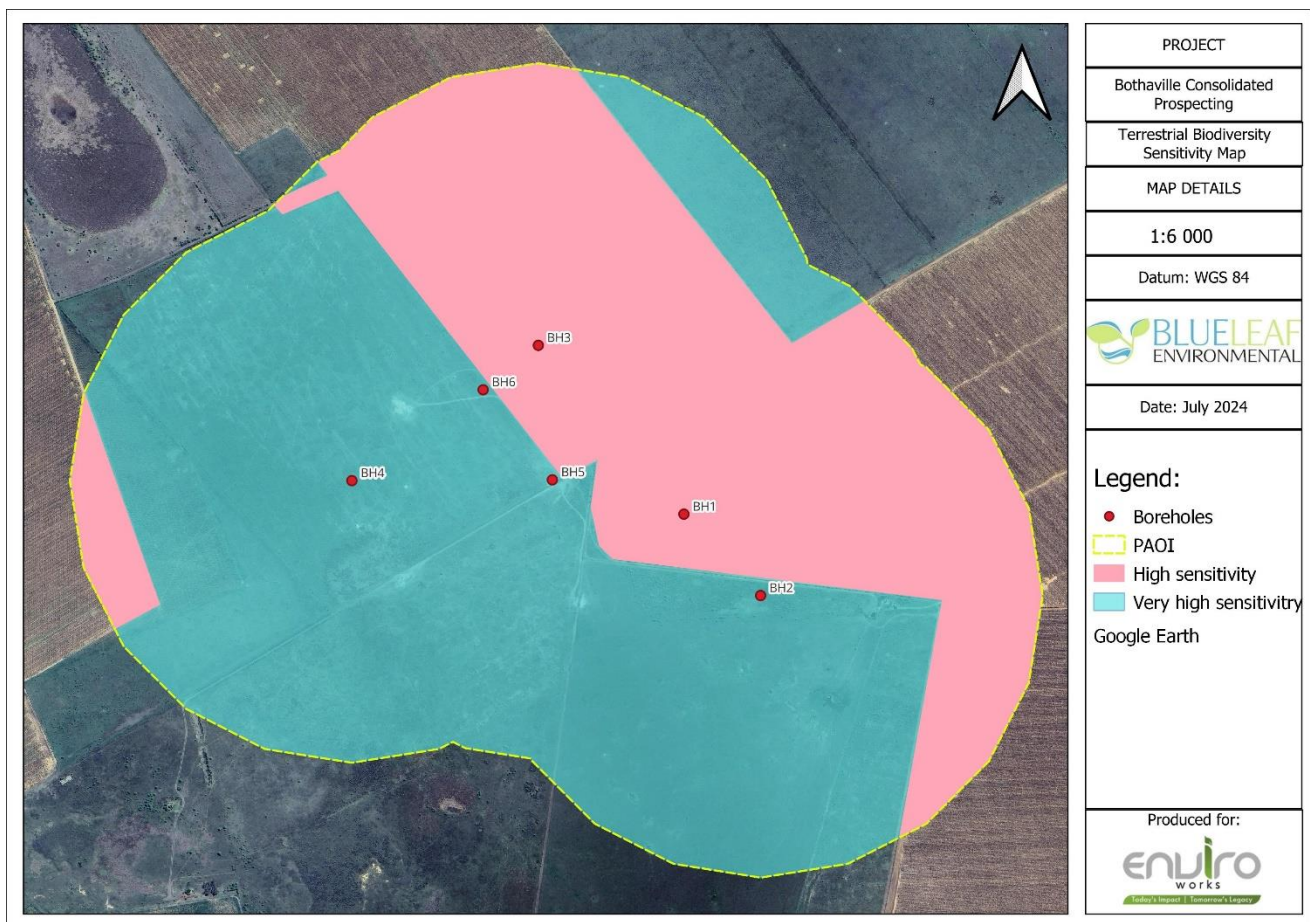 PROJECT
Bothaville Consolidated
Prospecting
Terrestrial Biodiversity
Sensitivity Map
MAP DETAILS
1:6 000
Datum: WGS 84
BLUELEAF
ENVIRONMENTAL
Date: July 2024
Legend:
Boreholes
PAOI
High sensitivity
Very high sensitivitry
Google Earth
Produced for:
enviro
works
Today's Impact | Tomorrow's Legacy
BH3
BH6
BH4
BH5
BH1
BH2